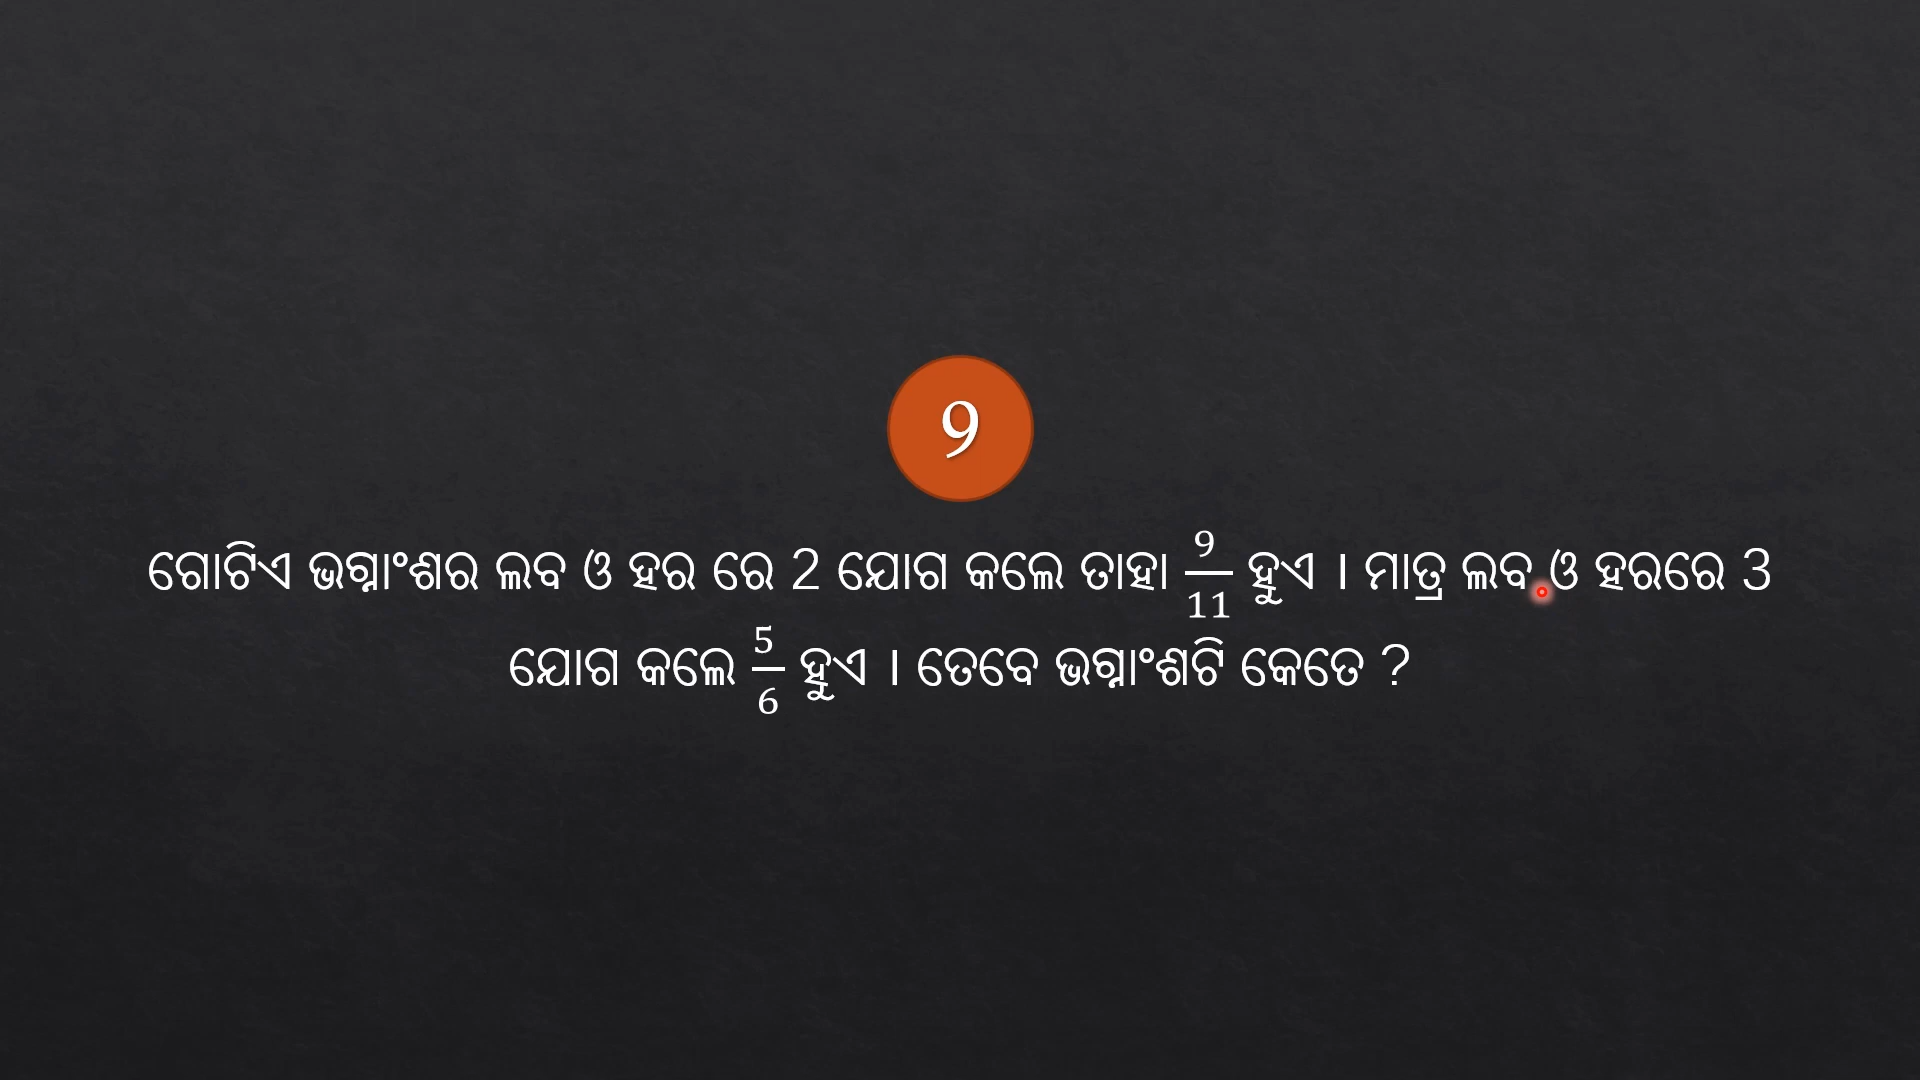 9
ଗୋଟିଏ ଭଗ୍ନାଂଶର ଲବ ଓ ହର ରେ 2 ଯୋଗ କଲେ ତାହା 9/11 ହୁଏ । ମାତ୍ର ଲବ ଓ ହରରେ 3
ଯୋଗ କଲେ 5/6 ହୁଏ । ତେବେ ଭଗ୍ନାଂଶଟି କେତେ ?